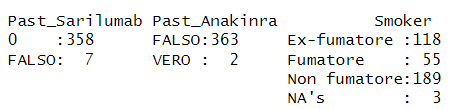 Past_Sarilumab Past_Anakinra Smoker
0 :358 FALSO:363 Ex-fumatore :118
FALSO: 7 VERO : 2 Fumatore : 55
Non fumatore:189
NA's : 3